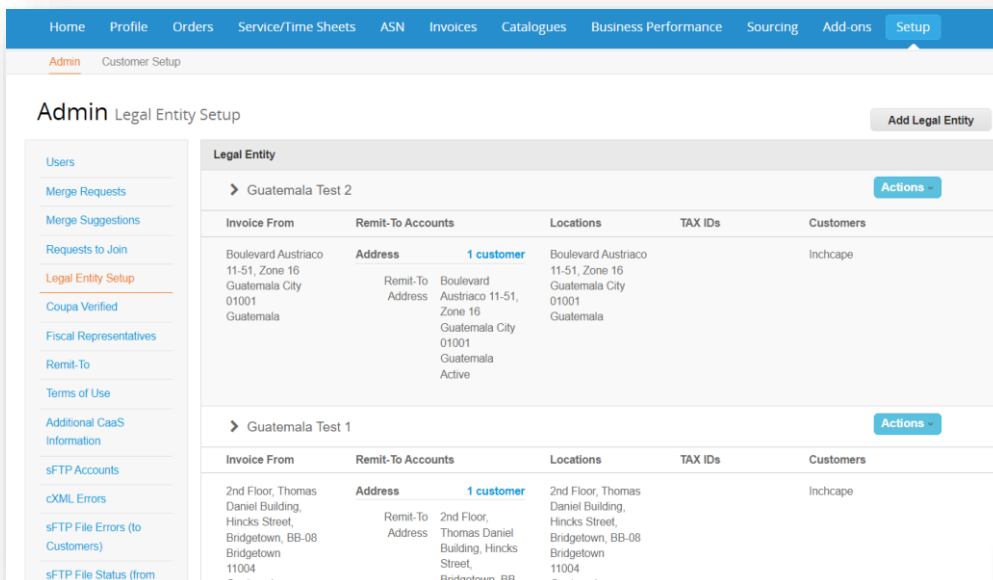 Home Profile Orders Service/Time Sheets ASN Invoices Catalogues Business Performance Sourcing Add-ons Setup
Admin Customer Setup
Admin Legal Entity Setup
Add Legal Entity
Users
Merge Requests
Merge Suggestions
Requests to Join
Legal Entity Setup
Coupa Verified
Fiscal Representatives
Remit-To
Terms of Use
Additional CaaS
Information
sFTP Accounts
cXML Errors
sFTP File Errors (to
Customers)
sFTP File Status (from
Legal Entity
Guatemala Test 2
Actions
Invoice From Remit-To Accounts Locations TAX IDs Customers
Boulevard Austriaco
11-51, Zone 16
Guatemala City
01001
Guatemala
Address 1 customer
Remit-To
Address
Boulevard
Austriaco 11-51,
Zone 16
Guatemala City
01001
Guatemala
Active
Boulevard Austriaco
11-51, Zone 16
Guatemala City
01001
Guatemala
Inchcape
Guatemala Test 1
Actions
Invoice From Remit-To Accounts Locations TAX IDs Customers
2nd Floor, Thomas
Daniel Building,
Hincks Street,
Bridgetown, BB-08
Bridgetown
11004
Address 1 customer
Remit-To
Address
2nd Floor,
Thomas Daniel
Building, Hincks
Street,
Bridgetown, BB
2nd Floor, Thomas
Daniel Building,
Hincks Street,
Bridgetown, BB-08
Bridgetown
11004
Inchcape